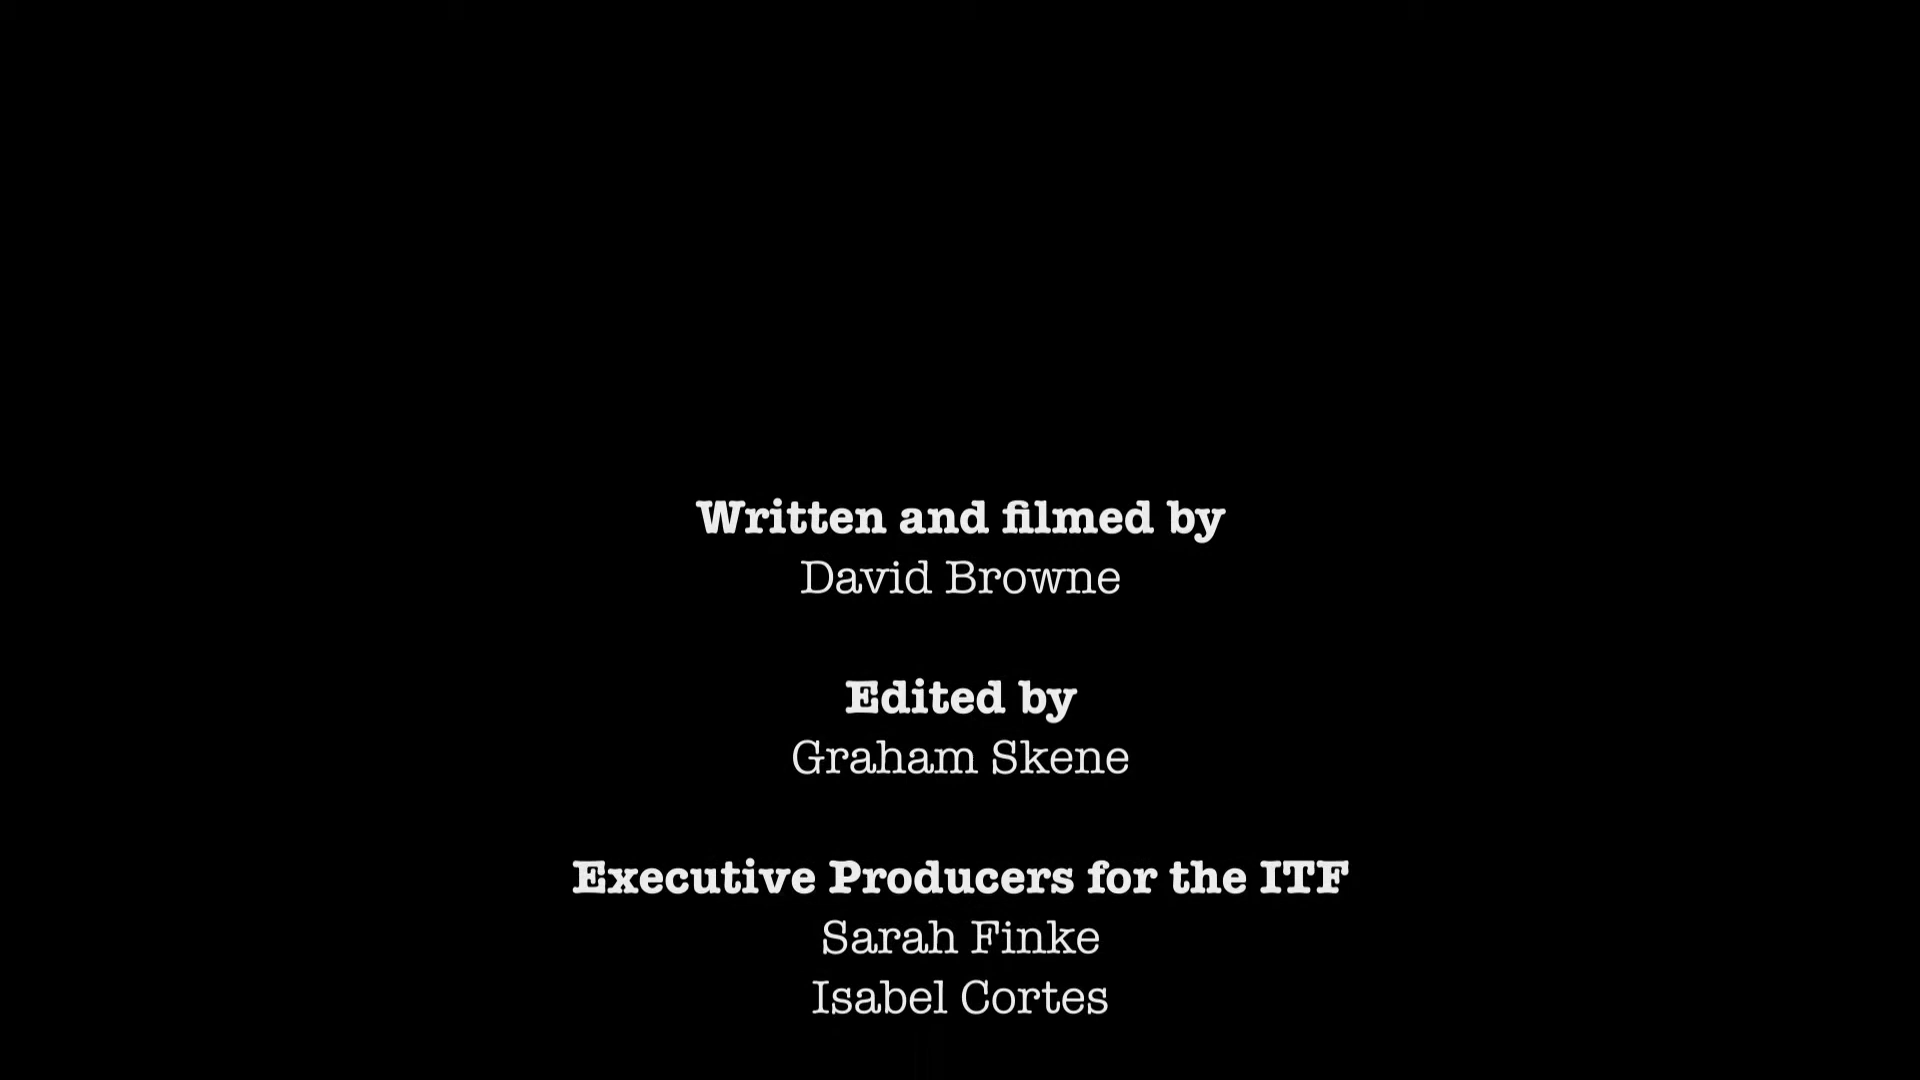 Written and filmed by
David Browne
Edited by
Graham Skene
Executive Producers for the ITF
Sarah Finke
Isabel Cortes